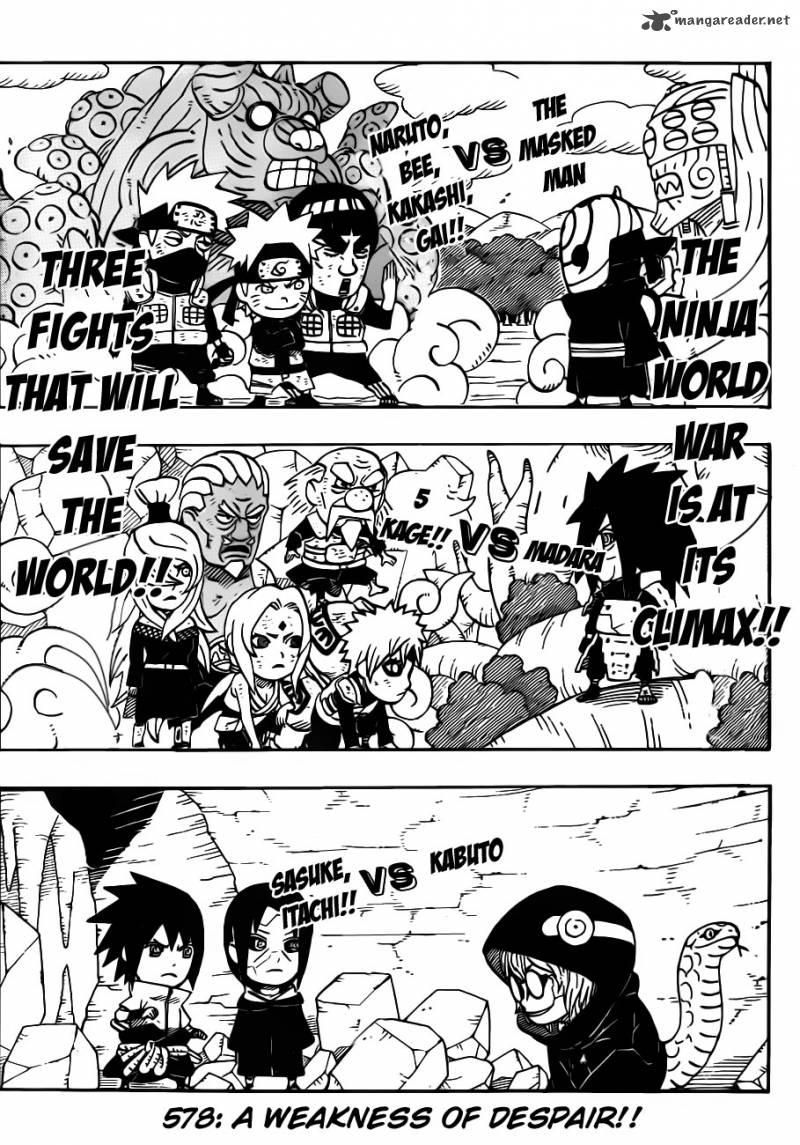 mangareader.net
NARUTO,
BEE,
KAKASHI,
GAI!!
VS
THE
MASKED
MAN
THREE
FIGHTS
THAT WILL
SAVE
THE
WORLD!!
THE
NINJA
WORLD
WAR
IS AT
ITS
CLIMAX!!
5
KAGE!!
VS
MADARA
SASUKE,
ITACHI!!
VS
KABUTO
578: A WEAKNESS OF DESPAIR!!